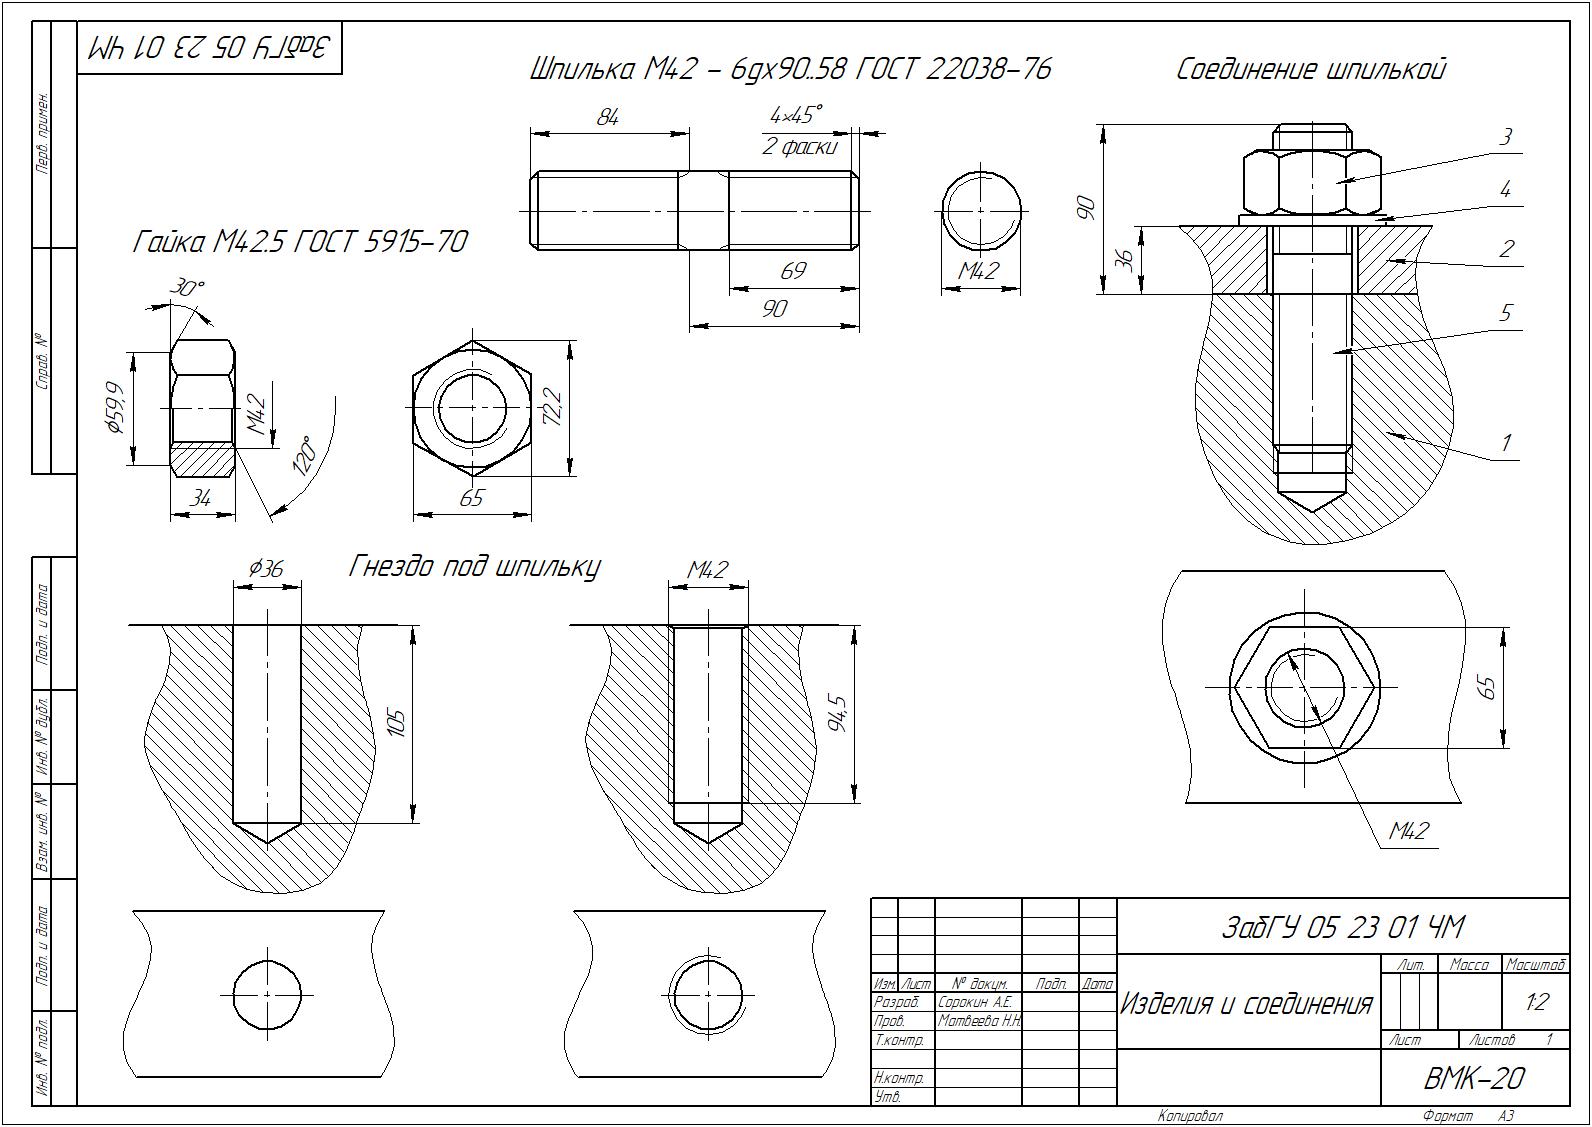 ЗабГУ 05 23 01 ЧМ
Шпилька М42 – 6gх90..58 ГОСТ 22038–76
Соединение шпилькой
84
4×45°
2 фаски
69
90
М42
Гайка М42.5 ГОСТ 5915–70
30°
ϕ59,9
М42
120°
34
72,2
65
90
36
3
4
2
5
1
Гнездо под шпильку
ϕ36
105
М42
94,5
65
М42
Перв. примен.
Справ. №
Подп. и дата
Инв. № дубл.
Взам. инв. №
Подп. и дата
Инв. № подл.
ЗабГУ 05 23 01 ЧМ
Изм. Лист № докум. Подп. Дата
Разраб. Сорокин А.Е.
Пров. Матвеева Н.Н.
Т.контр.
Н.контр.
Утв.
Изделия и соединения
Лит. Масса Масштаб
1:2
Лист Листов 1
ВМК–20
Копировал Формат А3